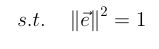 s.t. ‖e⃗‖² = 1